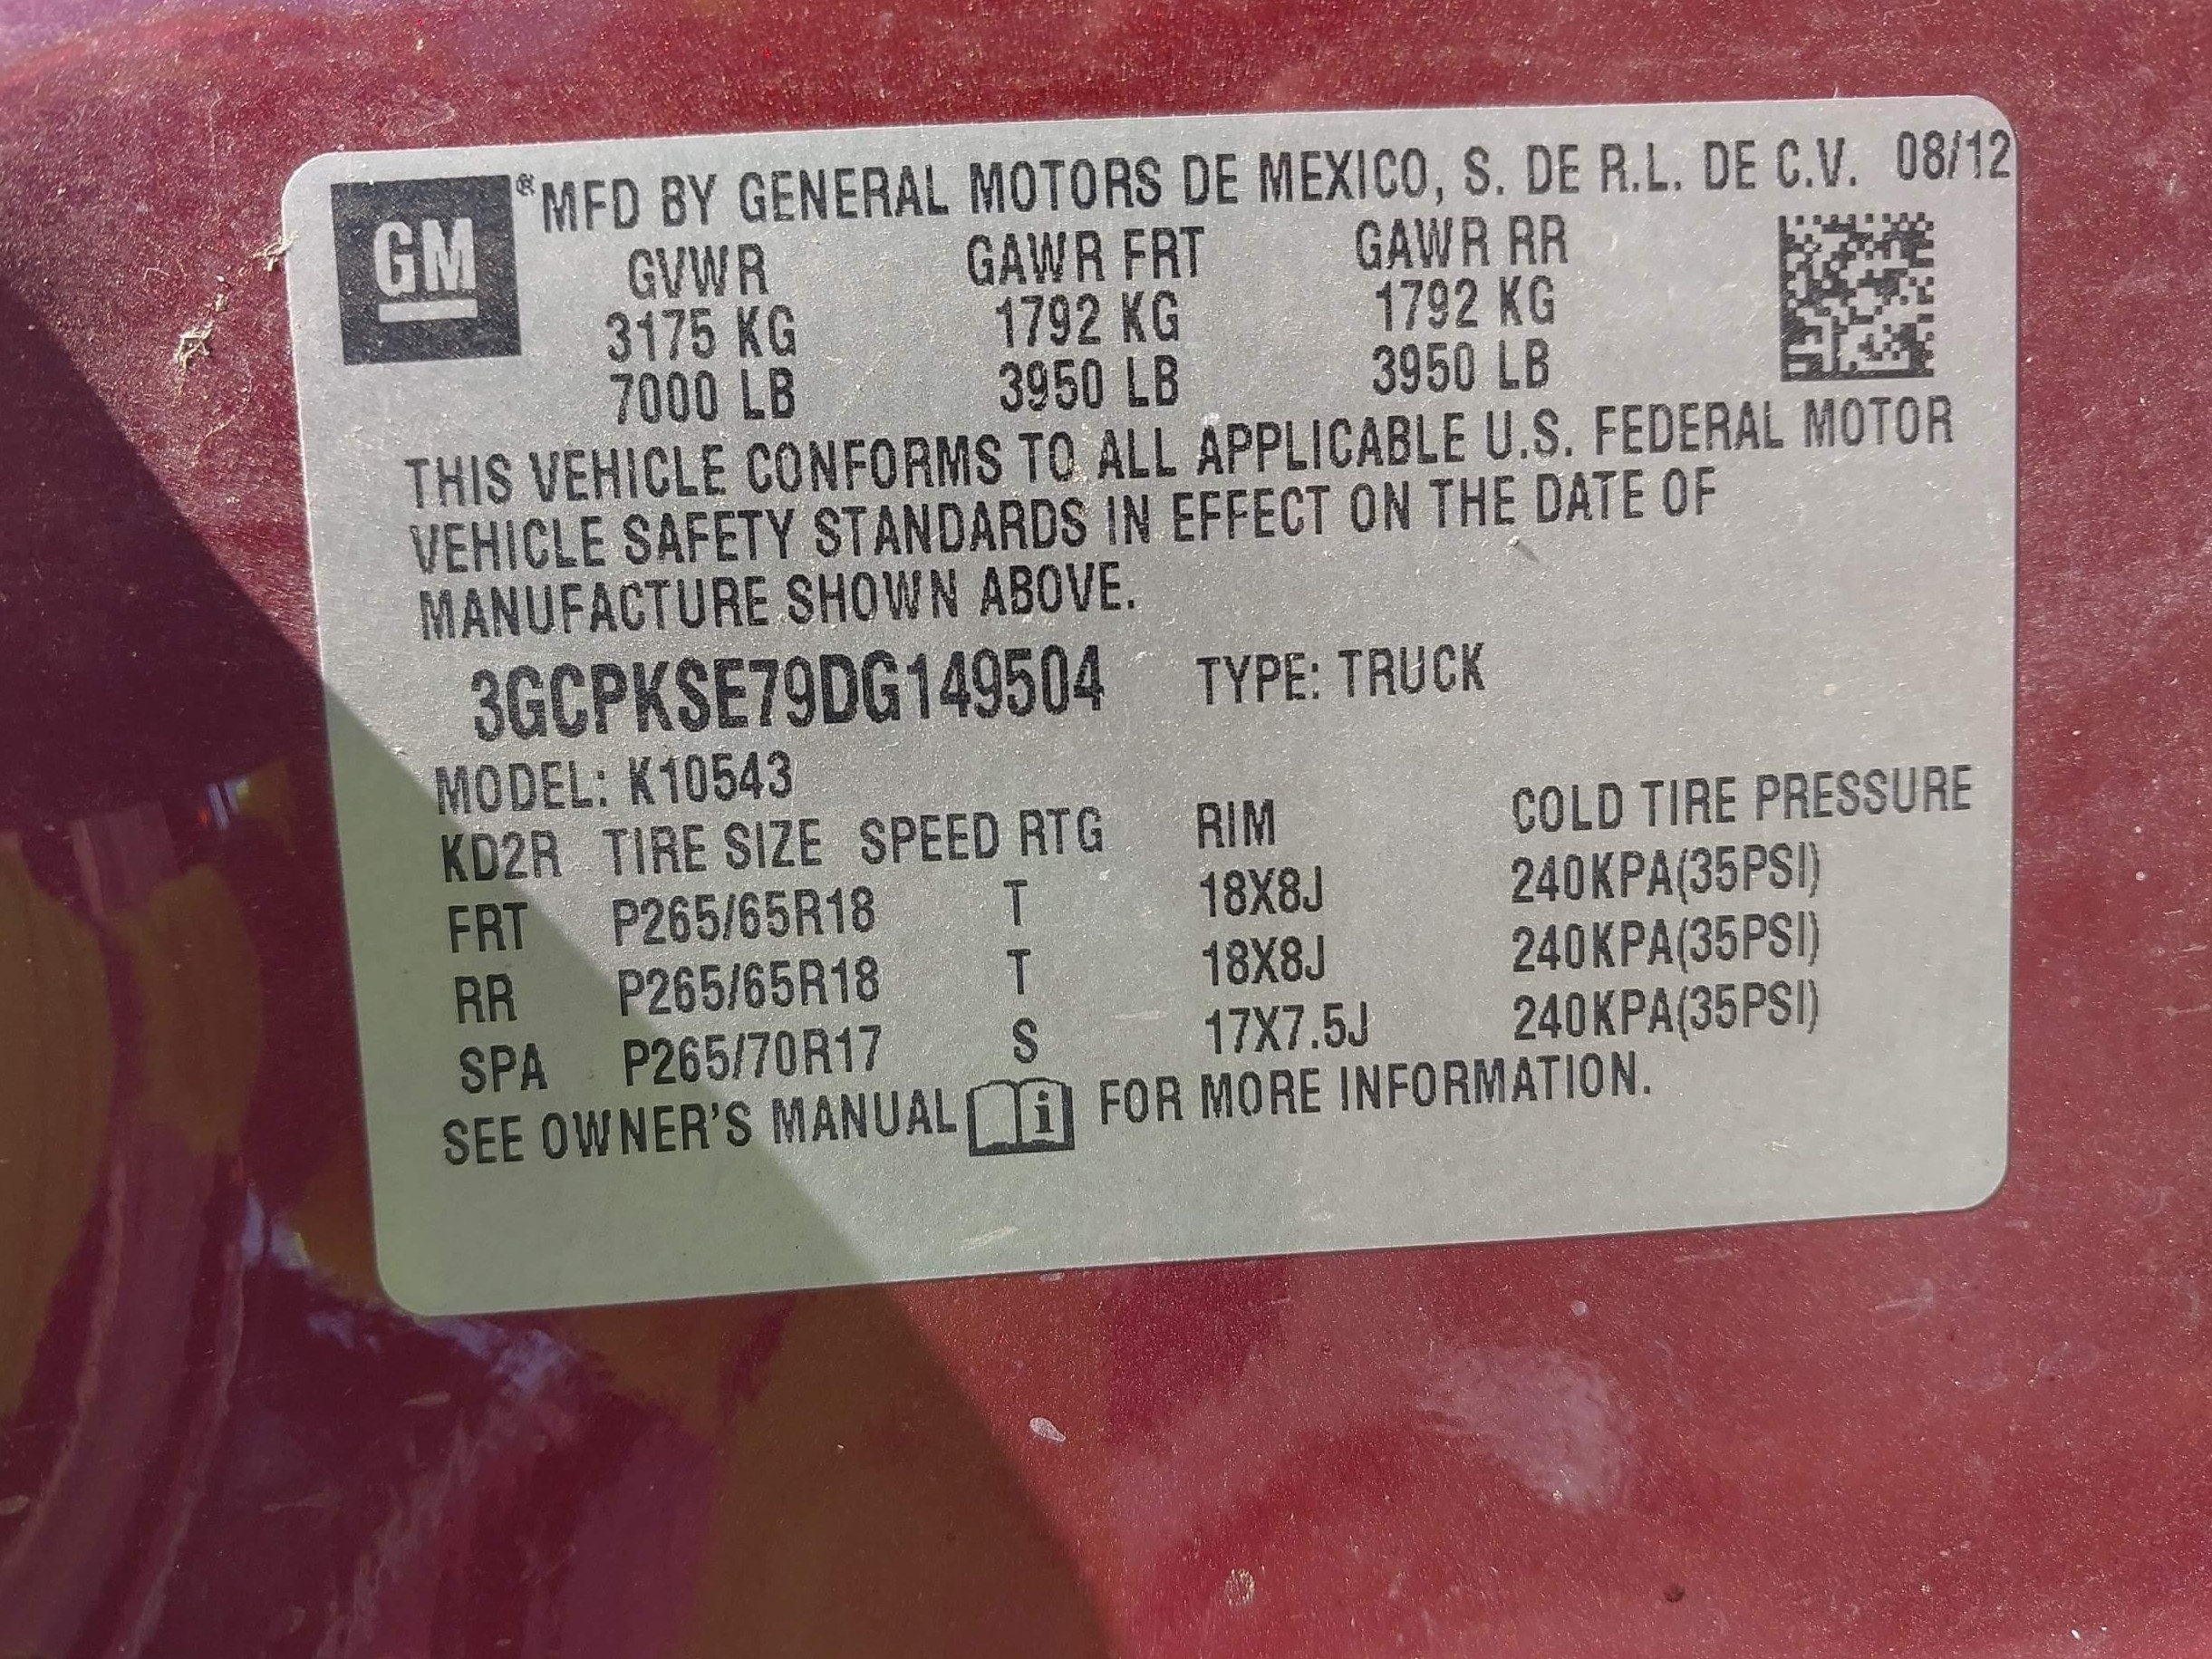 GM ® MFD BY GENERAL MOTORS DE MEXICO, S. DE R.L. DE C.V. 08/12
GVWR GAWR FRT GAWR RR
3175 KG 1792 KG 1792 KG
7000 LB 3950 LB 3950 LB
THIS VEHICLE CONFORMS TO ALL APPLICABLE U.S. FEDERAL MOTOR
VEHICLE SAFETY STANDARDS IN EFFECT ON THE DATE OF
MANUFACTURE SHOWN ABOVE.
3GCPKSE79DG149504 TYPE: TRUCK
MODEL: K10543
KD2R TIRE SIZE SPEED RTG RIM COLD TIRE PRESSURE
FRT P265/65R18 T 18X8J 240KPA(35PSI)
RR P265/65R18 T 18X8J 240KPA(35PSI)
SPA P265/70R17 S 17X7.5J 240KPA(35PSI)
SEE OWNER'S MANUAL i FOR MORE INFORMATION.